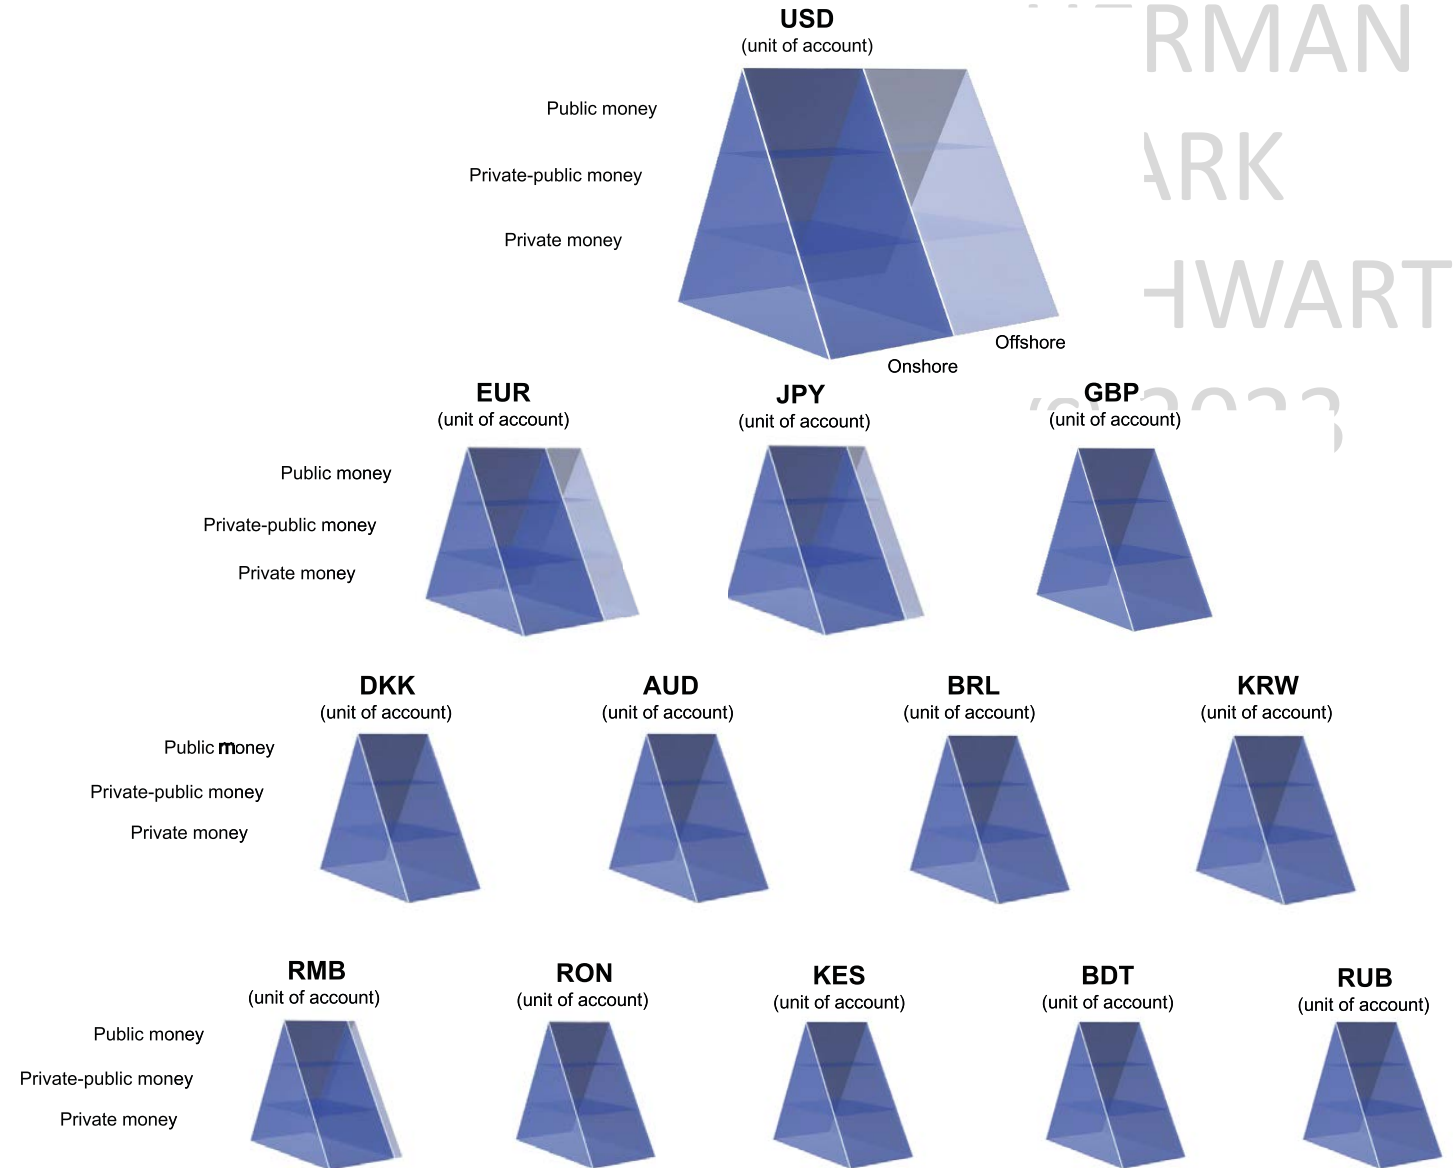 USD
(unit of account)
RMAN
Public money
ARK
Private-public money
Private money
HWART
Offshore
Onshore
EUR
(unit of account)
JPY
(unit of account)
GBP
(unit of account)
2023
Public money
Private-public money
Private money
DKK
(unit of account)
AUD
(unit of account)
BRL
(unit of account)
KRW
(unit of account)
Public money
Private-public money
Private money
RMB
(unit of account)
RON
(unit of account)
KES
(unit of account)
BDT
(unit of account)
RUB
(unit of account)
Public money
Private-public money
Private money